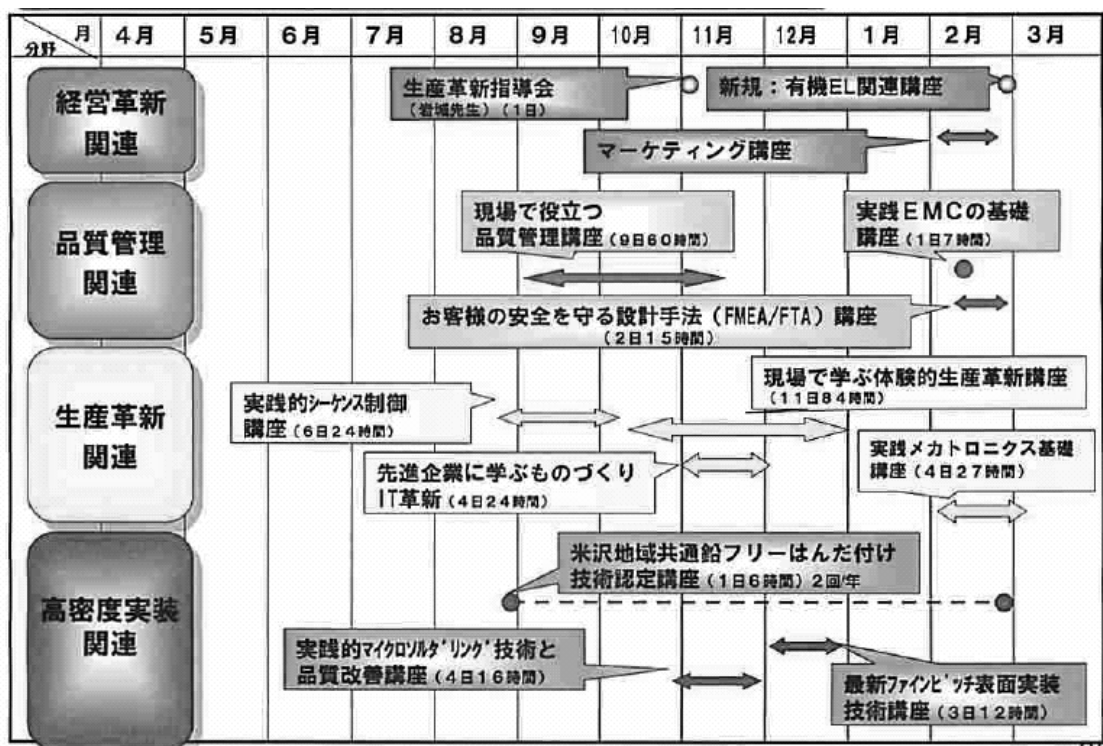 月
分野
4月 5月 6月 7月 8月 9月 10月 11月 12月 1月 2月 3月
経営革新
関連
生産革新指導会
(岩城先生)(1日)
新規:有機EL関連講座
マーケティング講座
品質管理
関連
現場で役立つ
品質管理講座(9日60時間)
実践EMCの基礎
講座(1日7時間)
お客様の安全を守る設計手法(FMEA/FTA)講座
(2日15時間)
生産革新
関連
現場で学ぶ体験的生産革新講座
(11日84時間)
実践的シーケンス制御
講座(6日24時間)
先進企業に学ぶものづくり
IT革新(4日24時間)
実践メカトロニクス基礎
講座(4日27時間)
高密度実装
関連
米沢地域共通鉛フリーはんだ付け
技術認定講座(1日6時間)2回/年
実践的マイクロソルダリング技術と
品質改善講座(4日16時間)
最新ファインピッチ表面実装
技術講座(3日12時間)